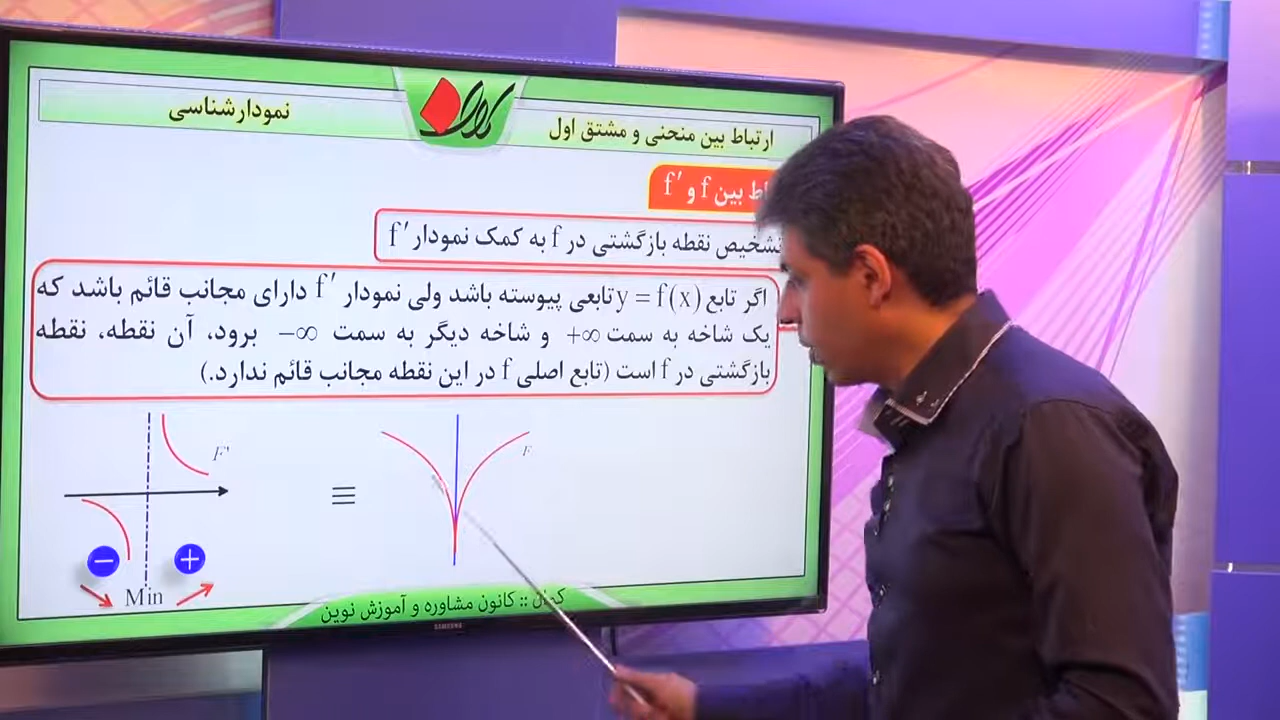 ارتباط بین منحنی و مشتق اول
نمودارشناسی
بین f و f′
تشخیص نقطه بازگشتی در f به کمک نمودار f′
اگر تابع y = f(x) تابعی پیوسته باشد ولی نمودار f′ دارای مجانب قائم باشد که
یک شاخه به سمت +∞ و شاخه دیگر به سمت −∞ برود، آن نقطه، نقطه
بازگشتی در f است (تابع اصلی f در این نقطه مجانب قائم ندارد.)
F′
≡
F
− +
Min
:: کانون مشاوره و آموزش نوین
SAMSUNG